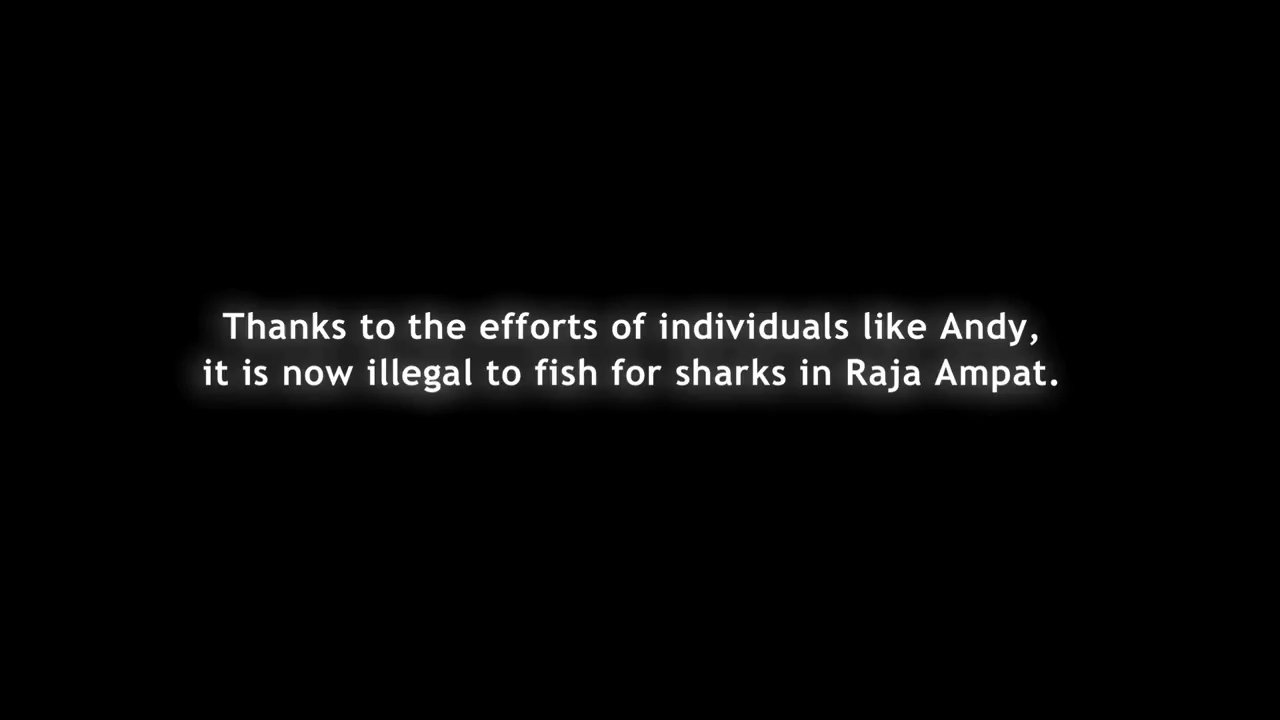 Thanks to the efforts of individuals like Andy,
it is now illegal to fish for sharks in Raja Ampat.